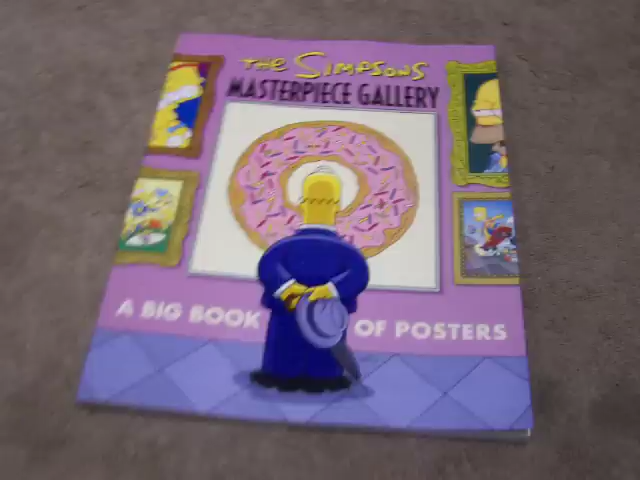 THE SIMPSONS
MASTERPIECE GALLERY
A BIG BOOK OF POSTERS